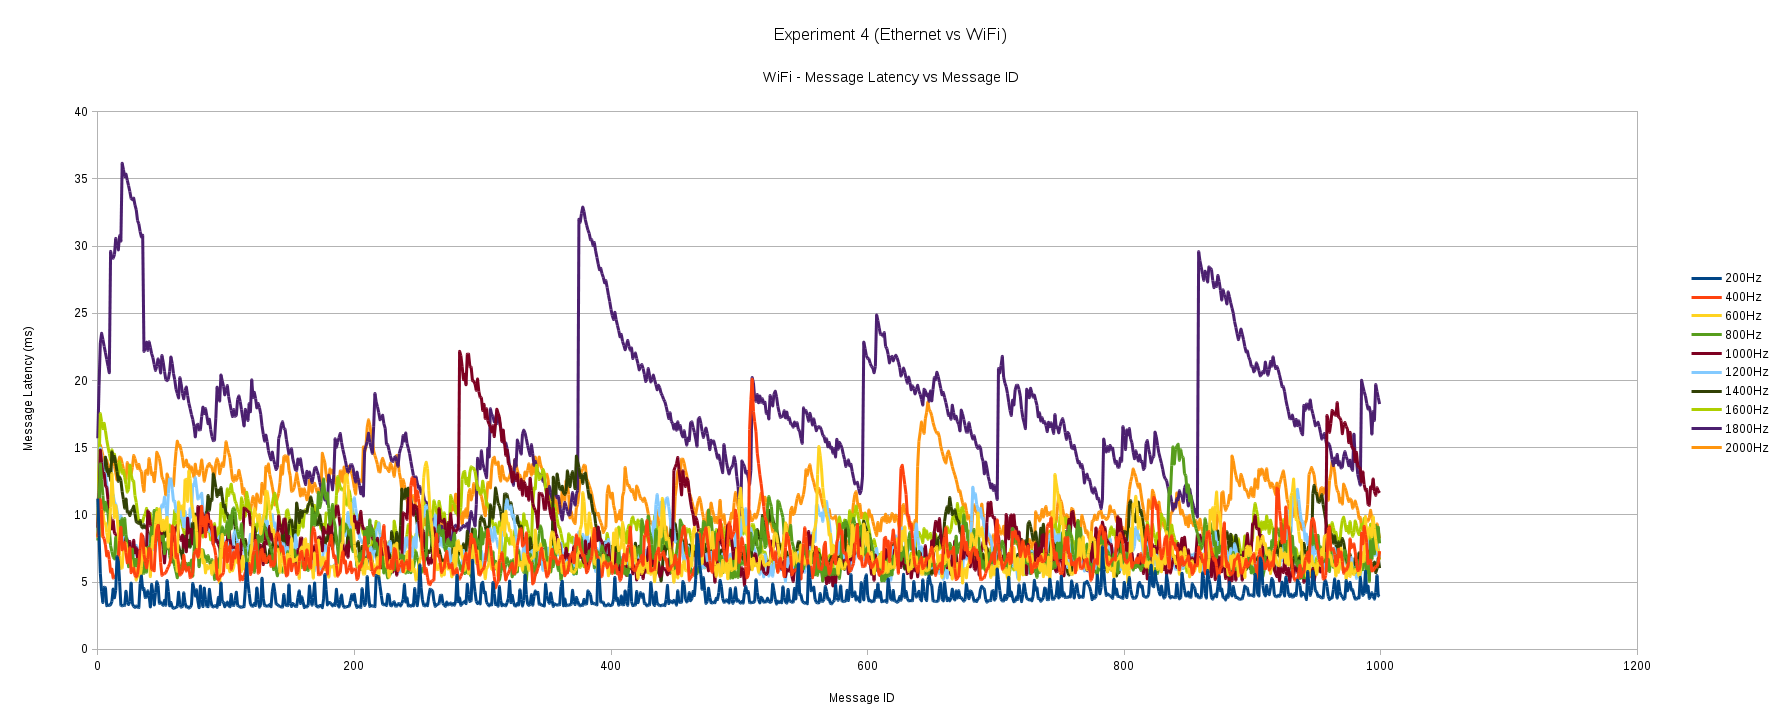 Experiment 4 (Ethernet vs WiFi)
WiFi - Message Latency vs Message ID
40
35
30
25
20
15
10
5
0
Message Latency (ms)
0 200 400 600 800 1000 1200
Message ID
200Hz
400Hz
600Hz
800Hz
1000Hz
1200Hz
1400Hz
1600Hz
1800Hz
2000Hz